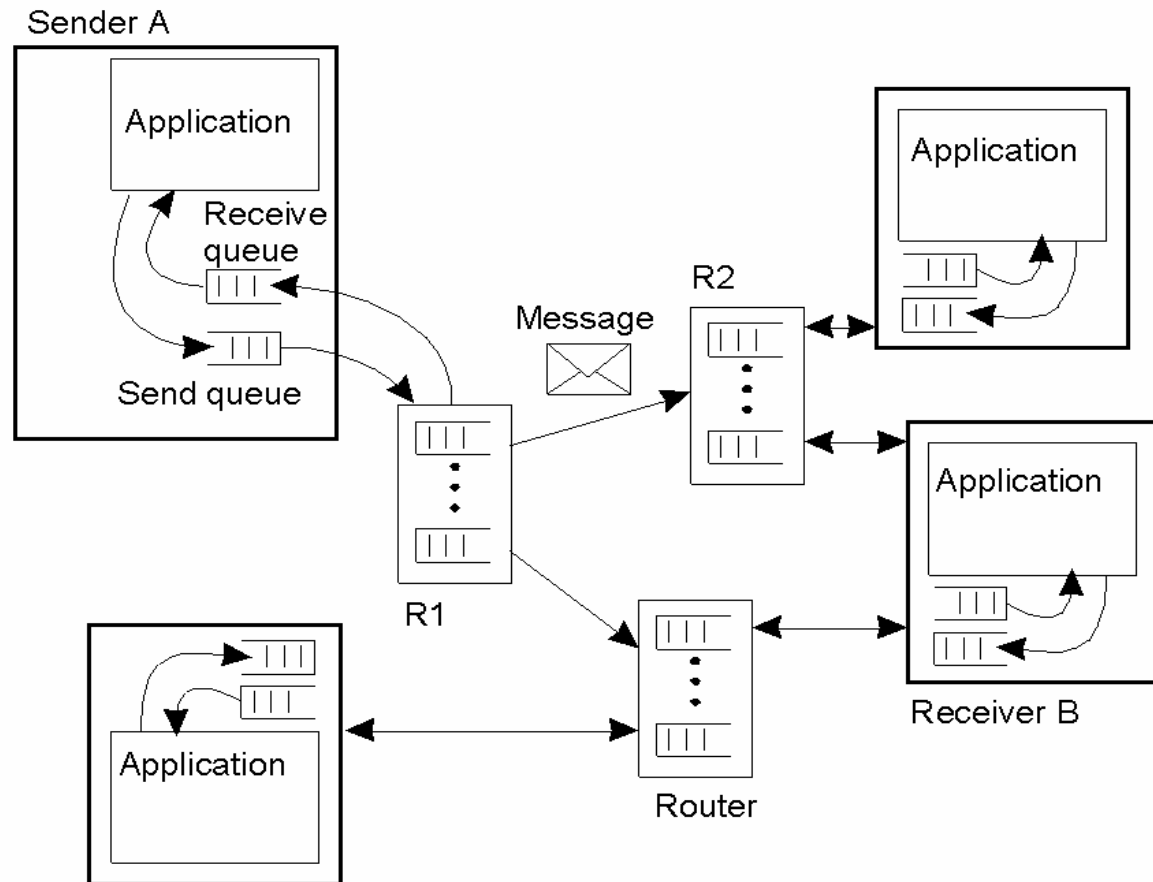 Sender A
Application
Receive
queue
Send queue
R1
Message
R2
Application
Application
Receiver B
Router
Application